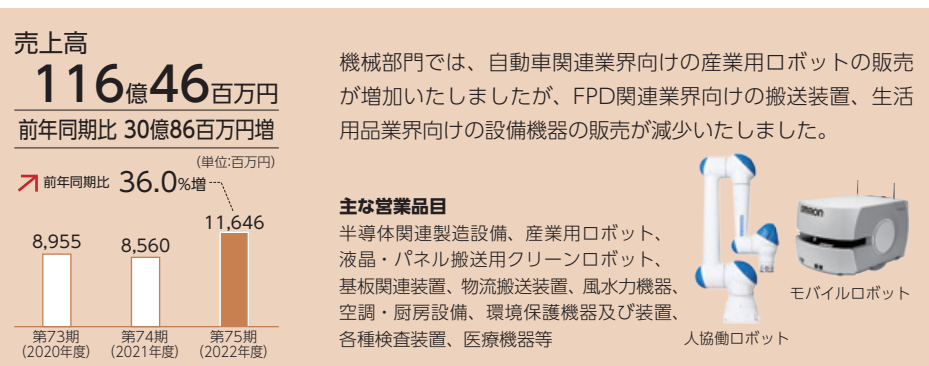 売上高
116億46百万円
前年同期比 30億86百万円増
(単位:百万円)
前年同期比 36.0%増
11,646
8,955
8,560
第73期
(2020年度)
第74期
(2021年度)
第75期
(2022年度)
機械部門では、自動車関連業界向けの産業用ロボットの販売
が増加いたしましたが、FPD関連業界向けの搬送装置、生活
用品業界向けの設備機器の販売が減少いたしました。
主な営業品目
半導体関連製造設備、産業用ロボット、
液晶・パネル搬送用クリーンロボット、
基板関連装置、物流搬送装置、風水力機器、
空調・厨房設備、環境保護機器及び装置、
各種検査装置、医療機器等
omron
モバイルロボット
人協働ロボット